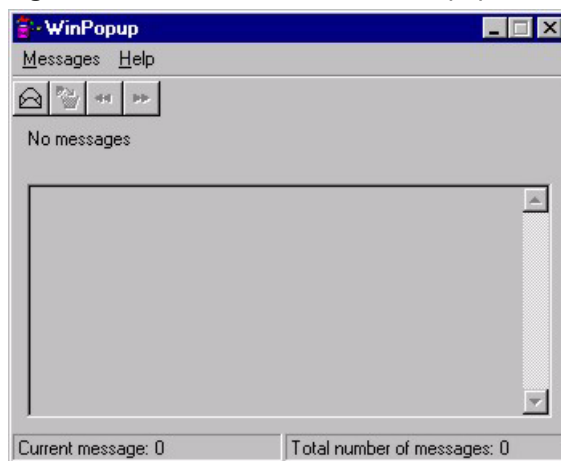 WinPopup
Messages Help
No messages
Current message: 0 Total number of messages: 0